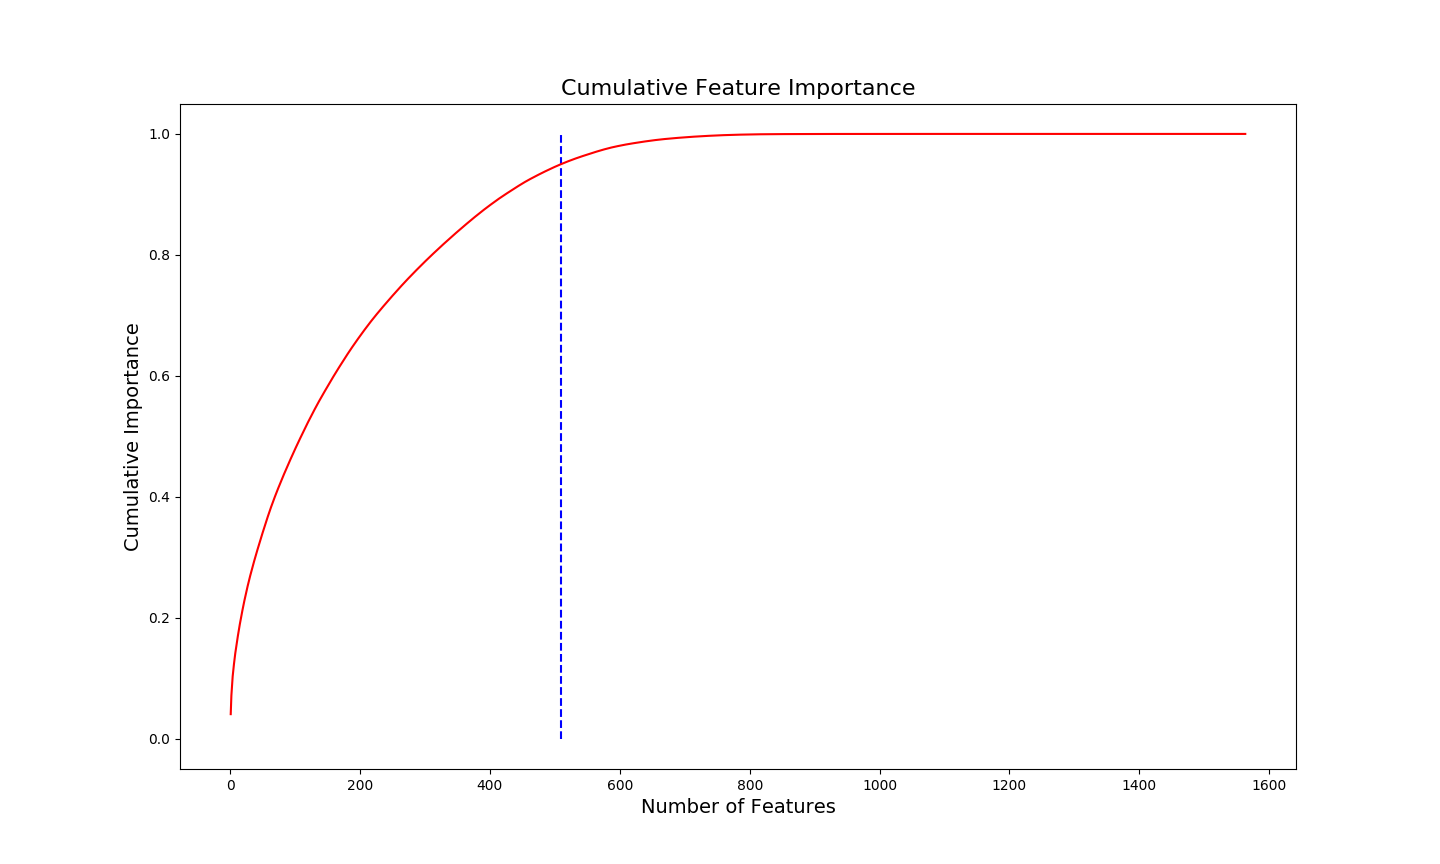 Cumulative Feature Importance
1.0
0.8
0.6
0.4
0.2
0.0
Cumulative Importance
0 200 400 600 800 1000 1200 1400 1600
Number of Features